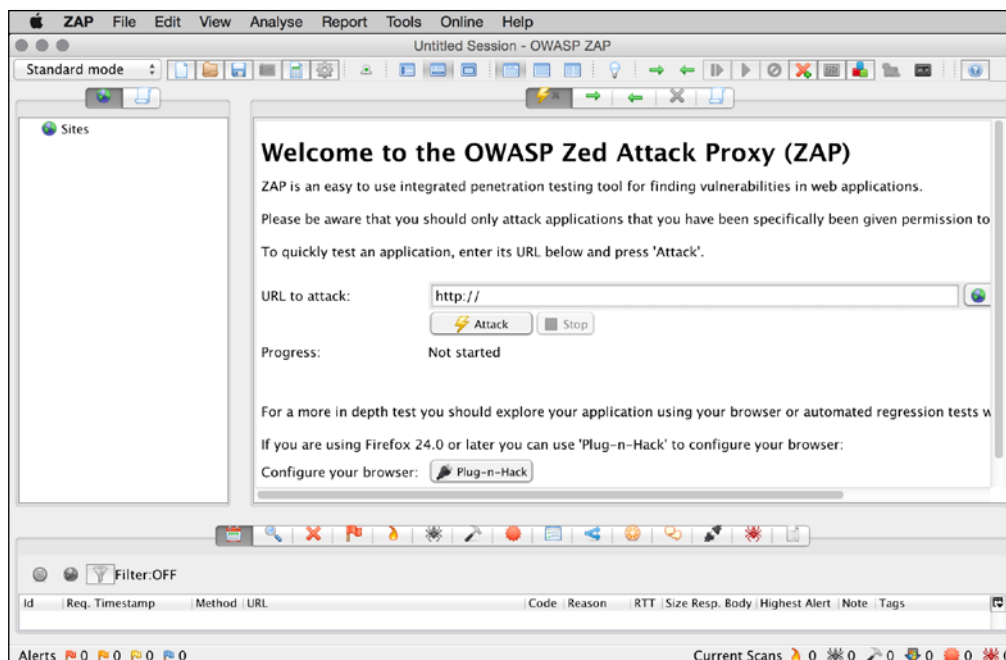 ZAP File Edit View Analyse Report Tools Online Help
Untitled Session - OWASP ZAP
Standard mode
Sites
Welcome to the OWASP Zed Attack Proxy (ZAP)
ZAP is an easy to use integrated penetration testing tool for finding vulnerabilities in web applications.
Please be aware that you should only attack applications that you have been specifically been given permission to
To quickly test an application, enter its URL below and press 'Attack'.
URL to attack: http://
Attack Stop
Progress: Not started
For a more in depth test you should explore your application using your browser or automated regression tests w
If you are using Firefox 24.0 or later you can use 'Plug-n-Hack' to configure your browser:
Configure your browser: Plug-n-Hack
Filter:OFF
Id Req. Timestamp Method URL Code Reason RTT Size Resp. Body Highest Alert Note Tags
Alerts 0 0 0 0 Current Scans 0 0 0 0 0 0